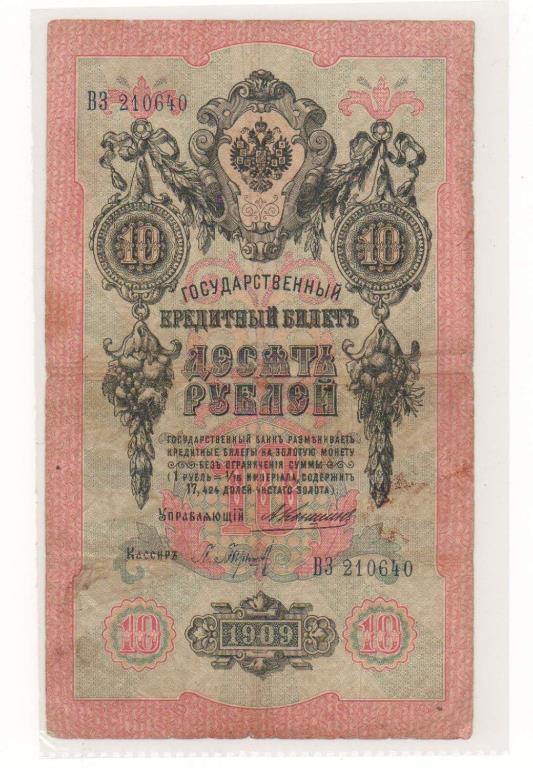 ВЗ 210640
10 10
ГОСУДАРСТВЕННЫЙ
КРЕДИТНЫЙ БИЛЕТЪ
ДЕСЯТЬ
РУБЛЕЙ
ГОСУДАРСТВЕННЫЙ БАНКЪ РАЗМѢНИВАЕТЪ
КРЕДИТНЫЕ БИЛЕТЫ НА ЗОЛОТУЮ МОНЕТУ
БЕЗЪ ОГРАНИЧЕНІЯ СУММЫ
(1 РУБЛЬ = 1/15 ИМПЕРІАЛА, СОДЕРЖИТЪ
17,424 ДОЛЕЙ ЧИСТАГО ЗОЛОТА)
УПРАВЛЯЮЩІЙ
КАССИРЪ
ВЗ 210640
10 1909 10